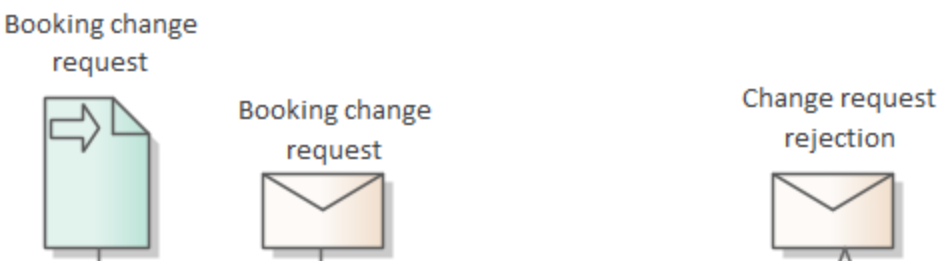 Booking change
request
Booking change
request
Change request
rejection